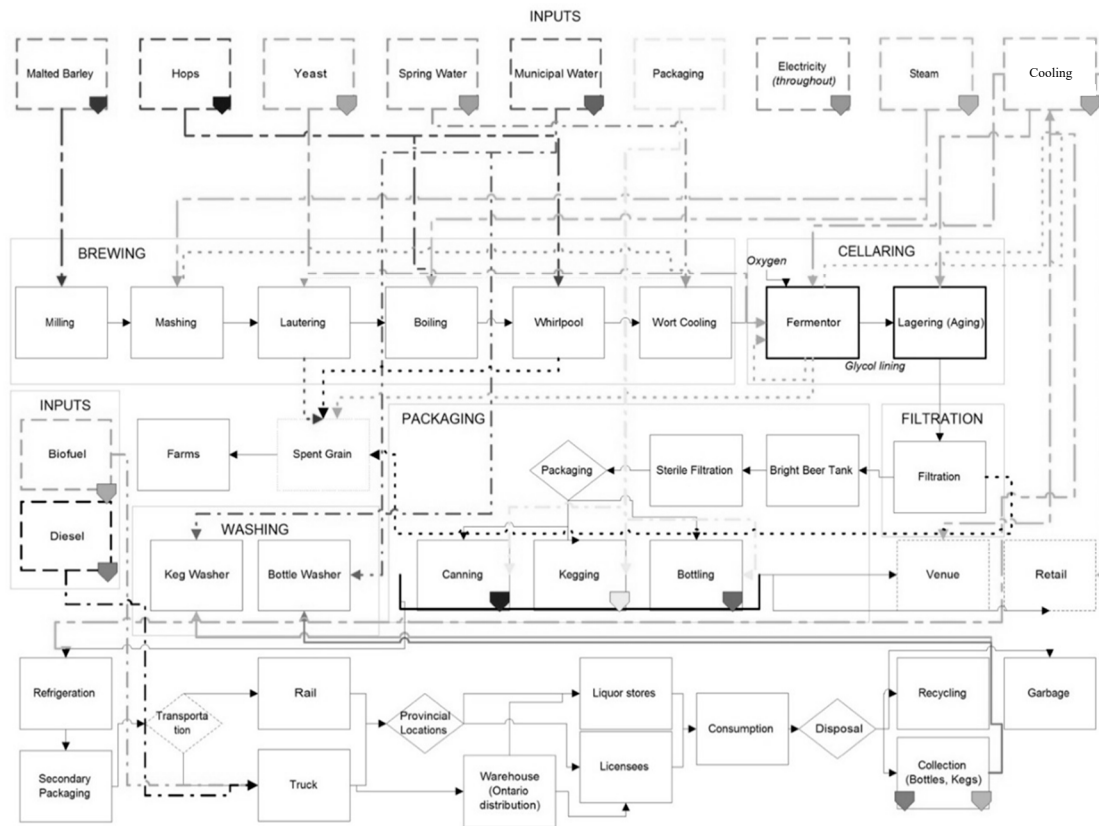 INPUTS
Malted Barley
Hops
Yeast
Spring Water
Municipal Water
Packaging
Electricity
(throughout)
Steam
Cooling
BREWING
CELLARING
Oxygen
Milling
Mashing
Lautering
Boiling
Whirlpool
Wort Cooling
Fermentor
Lagering (Aging)
Glycol lining
INPUTS
PACKAGING
FILTRATION
Biofuel
Farms
Spent Grain
Packaging
Sterile Filtration
Bright Beer Tank
Filtration
Diesel
WASHING
Keg Washer
Bottle Washer
Canning
Kegging
Bottling
Venue
Retail
Refrigeration
Transporta
tion
Rail
Provincial
Locations
Liquor stores
Consumption
Disposal
Recycling
Garbage
Secondary
Packaging
Truck
Warehouse
(Ontario
distribution)
Licensees
Collection
(Bottles, Kegs)